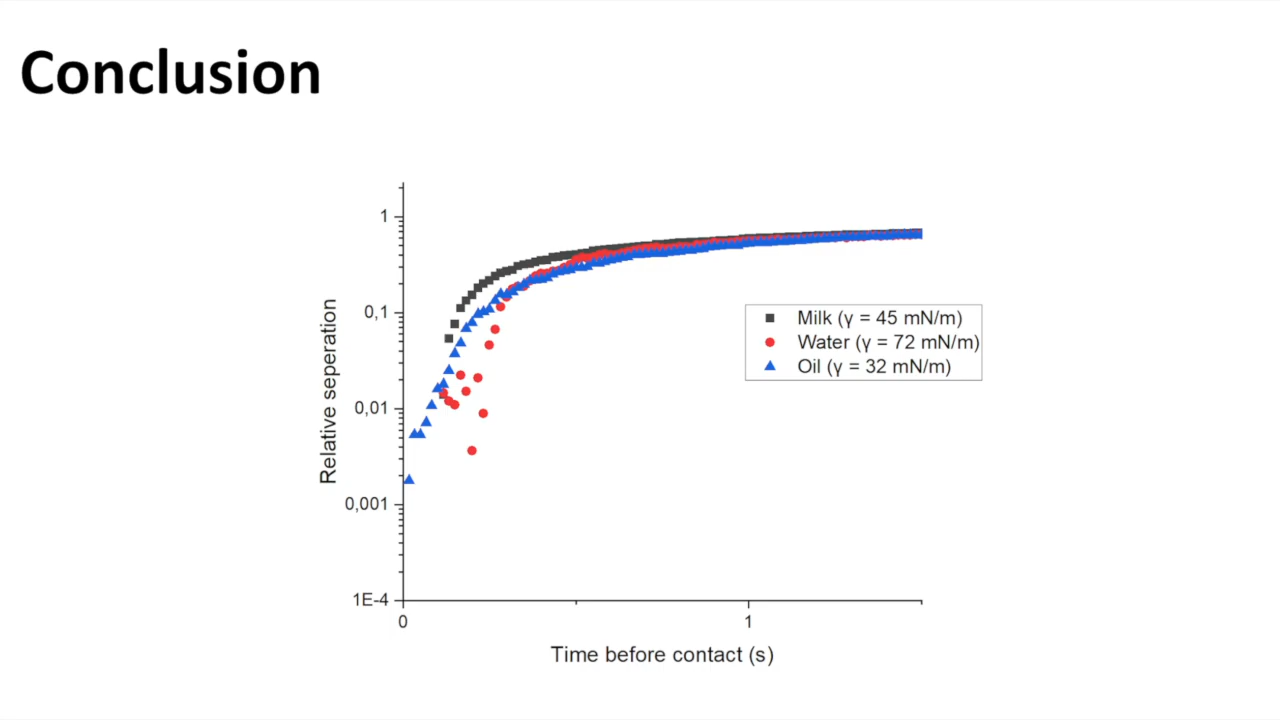 Conclusion
1
0,1
0,01
0,001
1E-4
Relative seperation
0
1
Time before contact (s)
Milk (γ = 45 mN/m)
Water (γ = 72 mN/m)
Oil (γ = 32 mN/m)